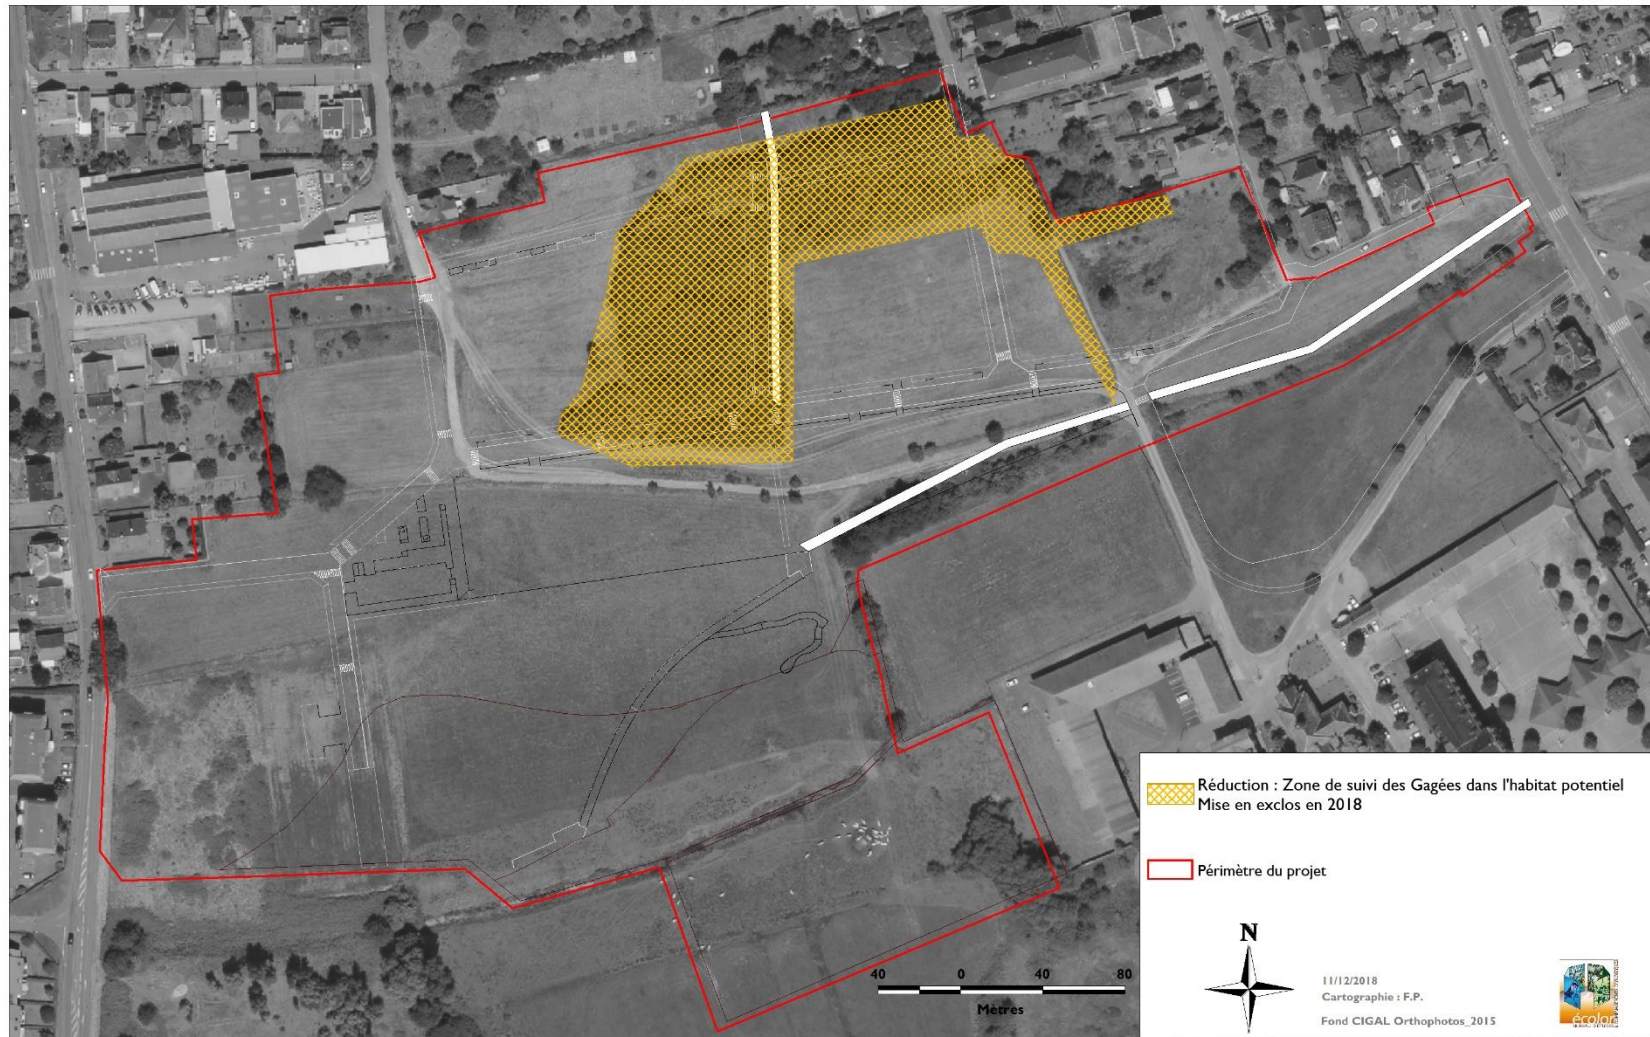 Réduction : Zone de suivi des Gagées dans l'habitat potentiel
Mise en exclos en 2018
Périmètre du projet
N
40 0 40 80
Mètres
11/12/2018
Cartographie : F.P.
Fond CIGAL Orthophotos_2015
écolor